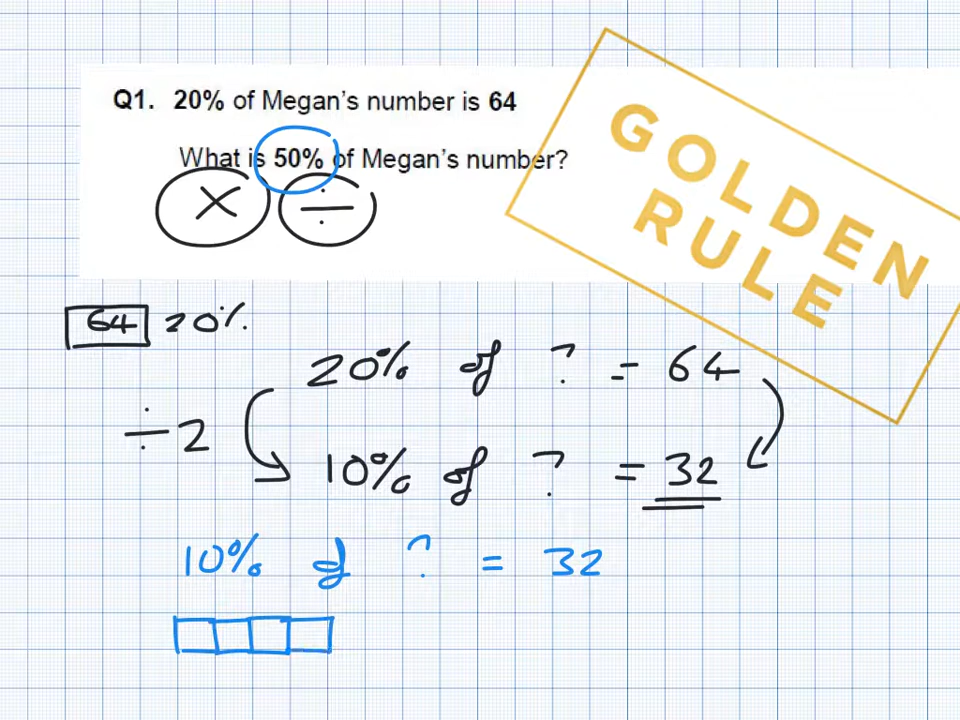 Q1. 20% of Megan's number is 64
What is 50% of Megan's number?
× ÷
GOLDEN
RULE
64 20%
20% of ? = 64
÷2
10% of ? = 32
10% of ? = 32